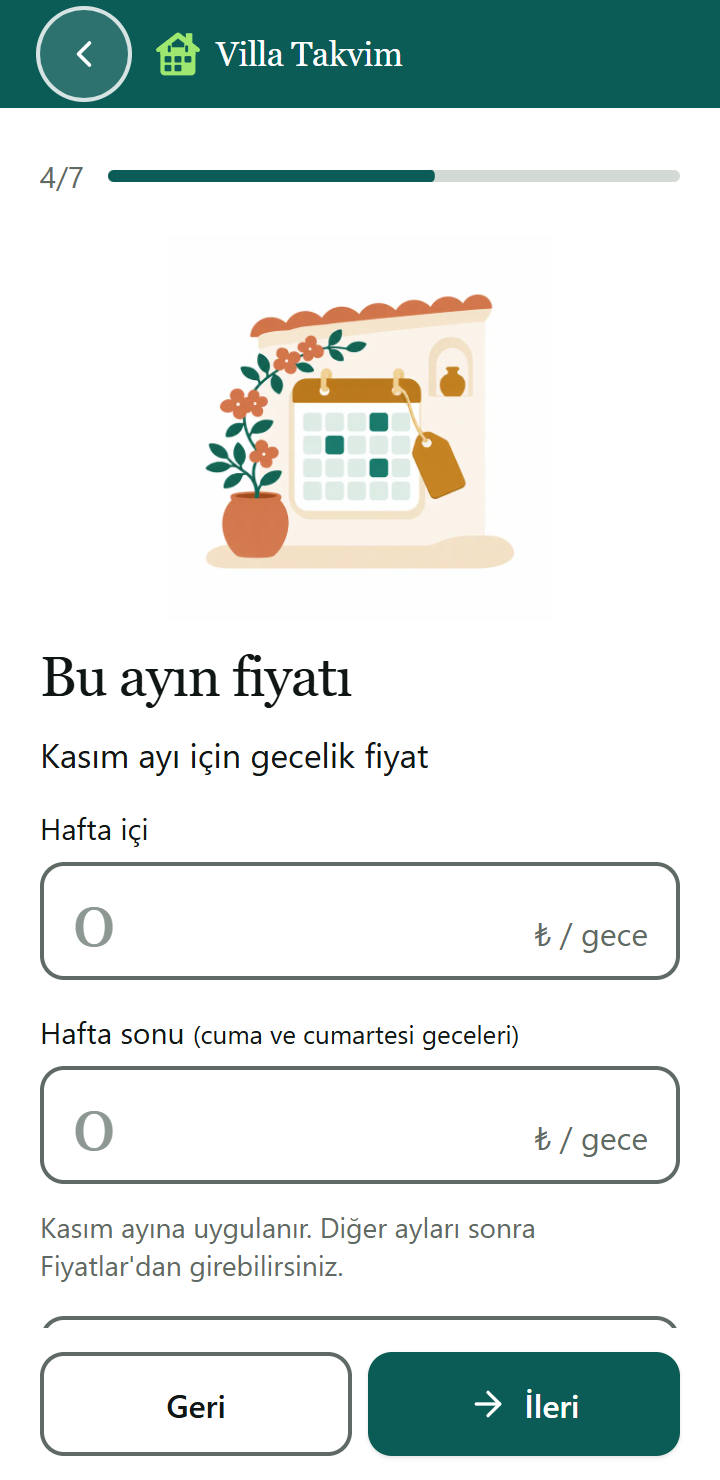 Villa Takvim
4/7
Bu ayın fiyatı
Kasım ayı için gecelik fiyat
Hafta içi
0
₺ / gece
Hafta sonu (cuma ve cumartesi geceleri)
0
₺ / gece
Kasım ayına uygulanır. Diğer ayları sonra
Fiyatlar'dan girebilirsiniz.
Geri
İleri